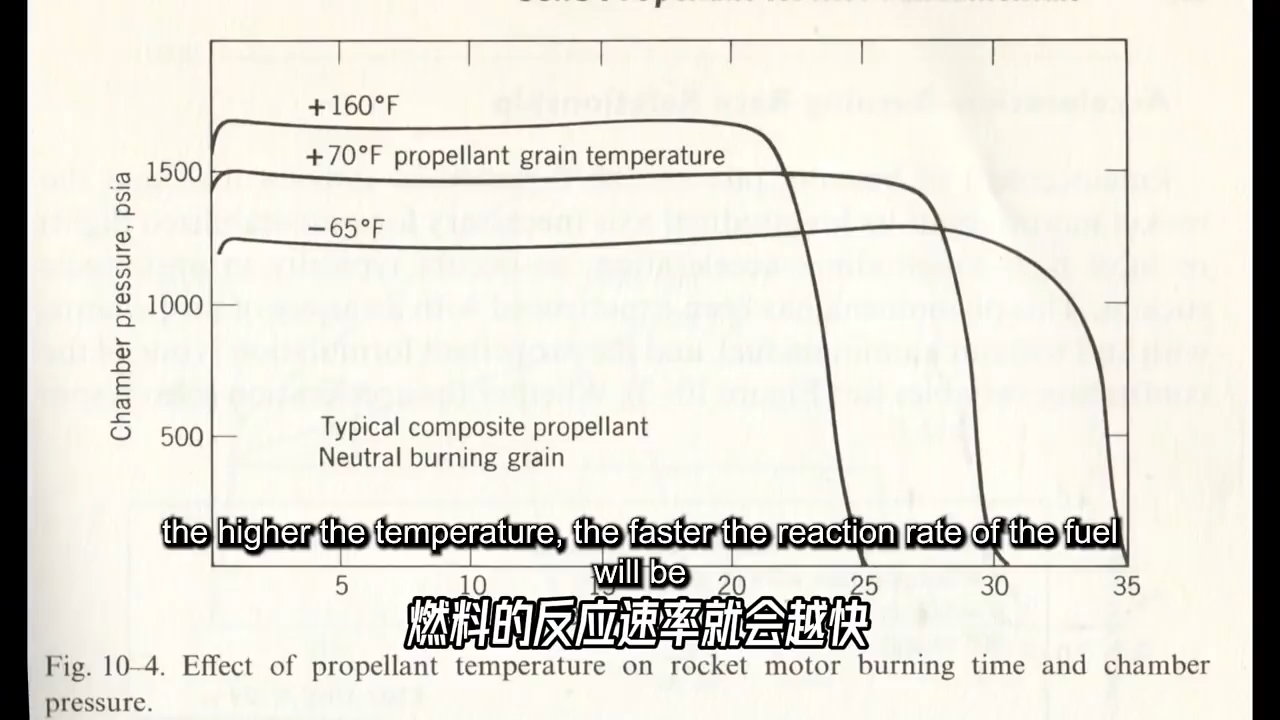 +160°F
+70°F propellant grain temperature
1500
-65°F
Chamber pressure, psia
1000
500
Typical composite propellant
Neutral burning grain
the higher the temperature, the faster the reaction rate of the fuel
will be
5
10
15
20
25
30
35
燃料的反应速率就会越快
Fig. 10–4. Effect of propellant temperature on rocket motor burning time and chamber
pressure.